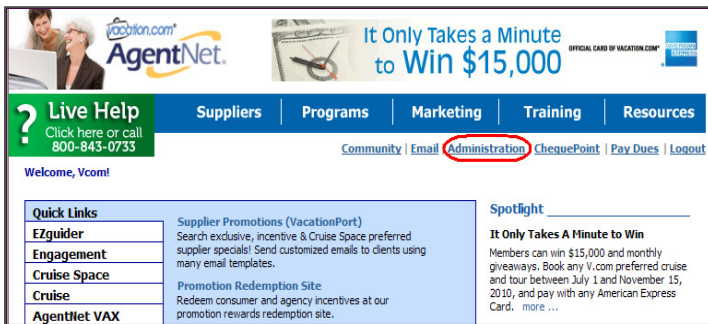 vacation.com
AgentNet.
It Only Takes a Minute
to Win $15,000
OFFICIAL CARD OF VACATION.COM
AMERICAN
EXPRESS
? Live Help
Click here or call
800-843-0733
Suppliers | Programs | Marketing | Training | Resources
Community | Email | Administration | ChequePoint | Pay Dues | Logout
Welcome, Vcom!
Quick Links
EZguider
Engagement
Cruise Space
Cruise
AgentNet VAX
Supplier Promotions (VacationPort)
Search exclusive, incentive & Cruise Space preferred
supplier specials! Send customized emails to clients using
many email templates.
Promotion Redemption Site
Redeem consumer and agency incentives at our
promotion rewards redemption site.
Spotlight
It Only Takes A Minute to Win
Members can win $15,000 and monthly
giveaways. Book any V.com preferred cruise
and tour between July 1 and November 15,
2010, and pay with any American Express
Card. more ...